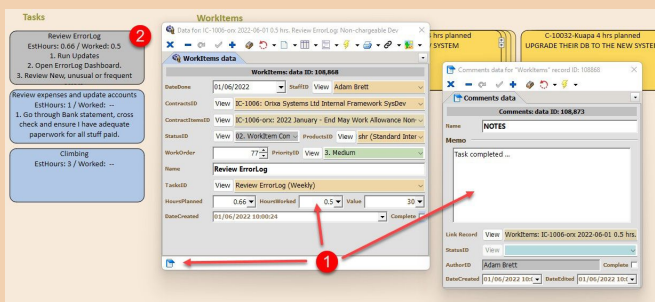 Tasks
WorkItems
Review ErrorLog
EstHours: 0.66 / Worked: 0.5
1. Run Updates
2. Open ErrorLog Dashboard.
3. Review New, unusual or frequent
2
Review expenses and update accounts
EstHours: 1 / Worked: --
1. Go through Bank statement, cross
check and ensure I have adequate
paperwork for all stuff paid.
Climbing
EstHours: 3 / Worked: --
Data for: IC-1006-orx 2022-06-01 0.5 hrs. Review ErrorLog: Non-chargeable Dev
WorkItems data
WorkItems: data ID: 108,868
DateDone 01/06/2022 StaffID View Adam Brett
ContractsID View IC-1006: Orixa Systems Ltd Internal Framework SysDev
ContractItemsID View IC-1006-orx: 2022 January - End May Work Allowance Non-
StatusID View 02. WorkItem Con ProductsID View shr (Standard Inter
WorkOrder 77 PriorityID View 3. Medium
Name Review ErrorLog
TasksID View Review ErrorLog (Weekly)
HoursPlanned 0.66 HoursWorked 0.5 Value 30
DateCreated 01/06/2022 10:00:24 Complete
1
4 hrs planned
SYSTEM
C-10032-Kuapa 4 hrs planned
UPGRADE THEIR DB TO THE NEW SYSTEM
Comments data for "WorkItems" record ID: 108868
Comments data
Comments: data ID: 108,873
Name NOTES
Memo
Task completed ...
Link Record View WorkItems: IC-1006-orx 2022-06-01 0.5 hrs.
StatusID View
AuthorID Adam Brett Complete
DateCreated 01/06/2022 10:0 DateEdited 01/06/2022 10:0